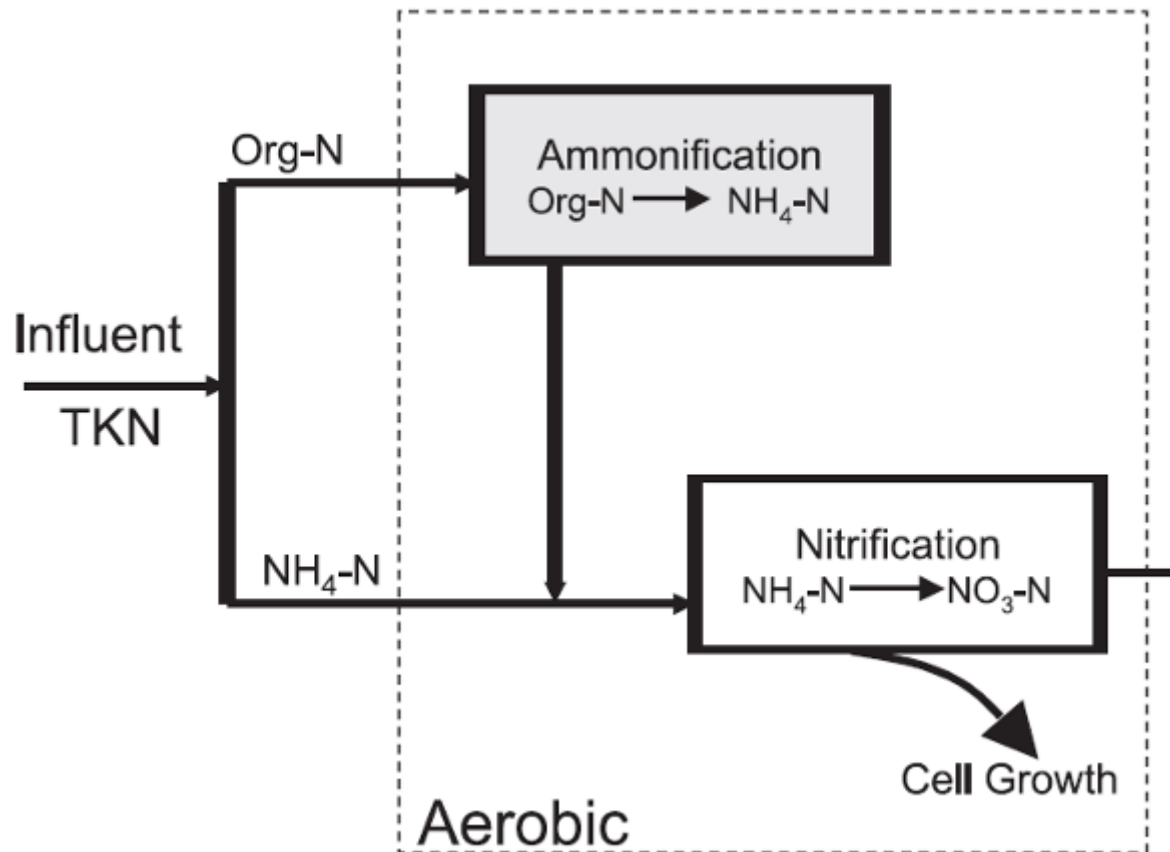 Org-N
Ammonification
Org-N → NH₄-N
Influent
TKN
NH₄-N
Nitrification
NH₄-N → NO₃-N
Cell Growth
Aerobic